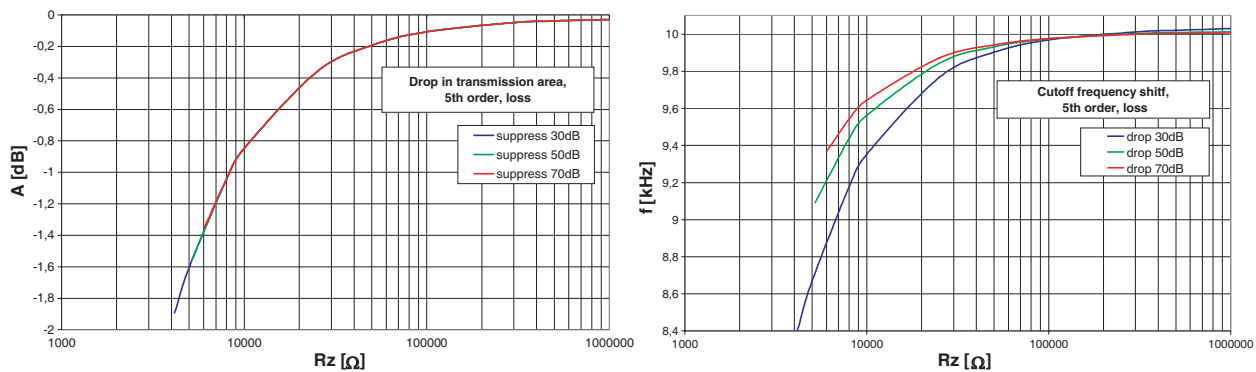 0
-0,2
-0,4
-0,6
-0,8
-1
-1,2
-1,4
-1,6
-1,8
-2
A [dB]
1000
10000
100000
1000000
Rz [Ω]
Drop in transmission area,
5th order, loss
suppress 30dB
suppress 50dB
suppress 70dB
10
9,8
9,6
9,4
9,2
9
8,8
8,6
8,4
f [kHz]
1000
10000
100000
1000000
Rz [Ω]
Cutoff frequency shitf,
5th order, loss
drop 30dB
drop 50dB
drop 70dB